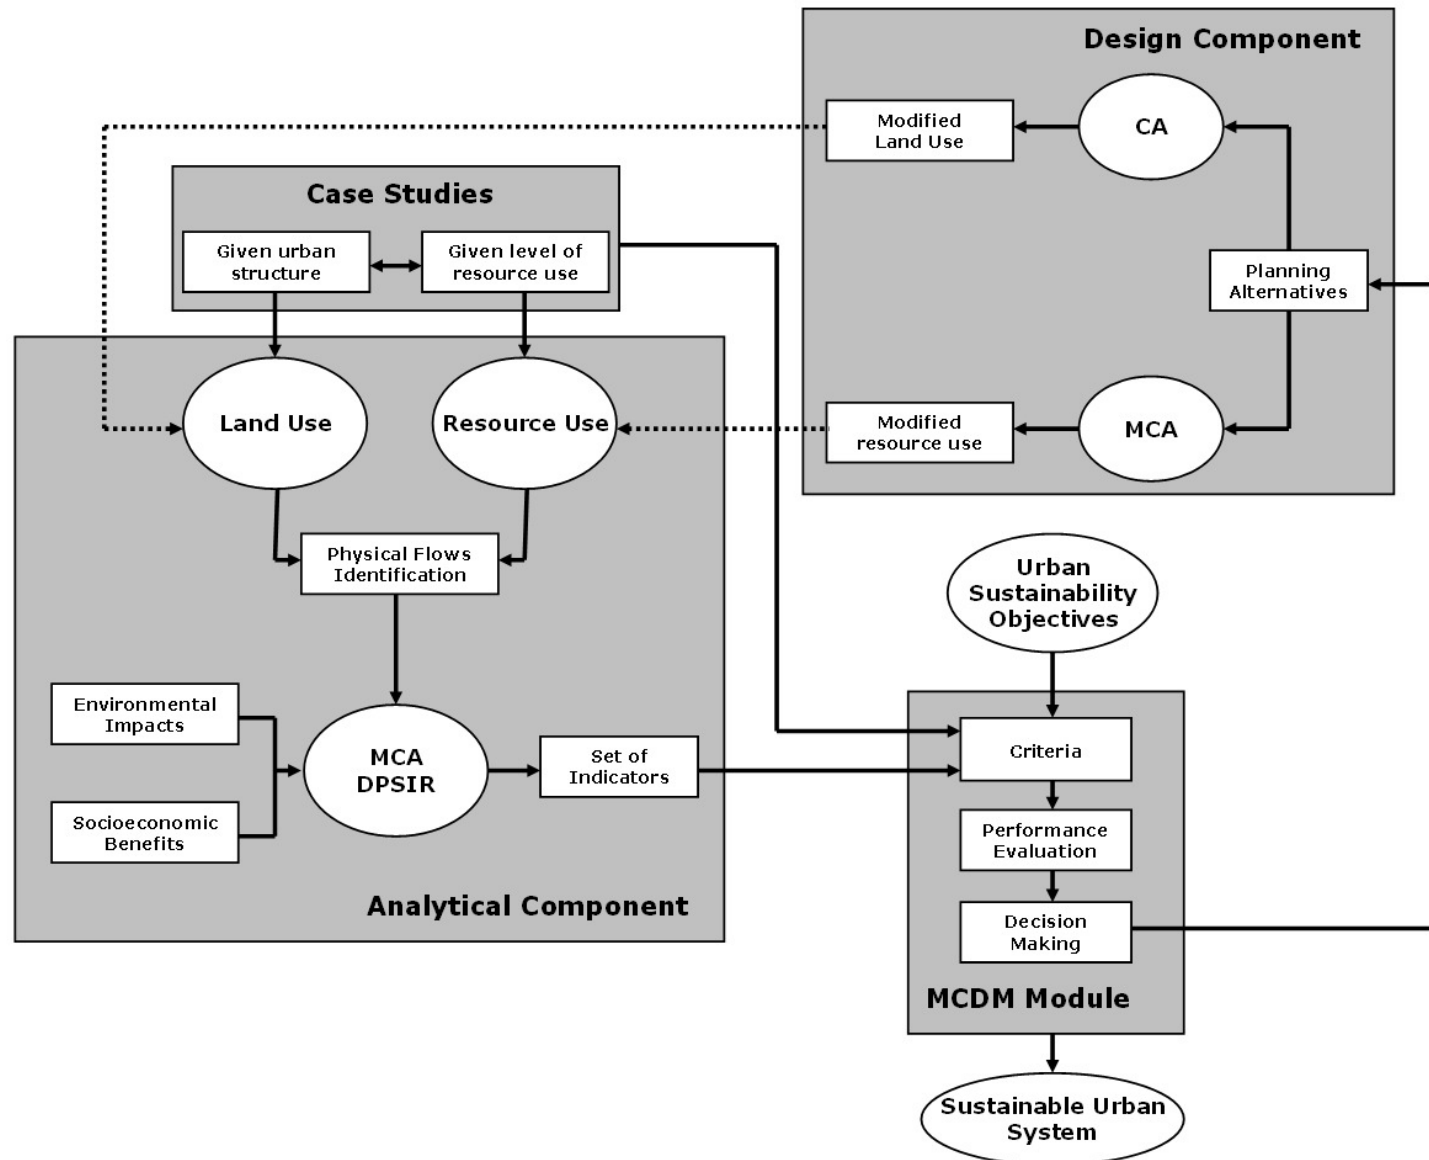 Design Component
Modified
Land Use
CA
Planning
Alternatives
Modified
resource use
MCA
Case Studies
Given urban
structure
Given level of
resource use
Land Use
Resource Use
Physical Flows
Identification
Environmental
Impacts
Socioeconomic
Benefits
MCA
DPSIR
Set of
Indicators
Analytical Component
Urban
Sustainability
Objectives
Criteria
Performance
Evaluation
Decision
Making
MCDM Module
Sustainable Urban
System